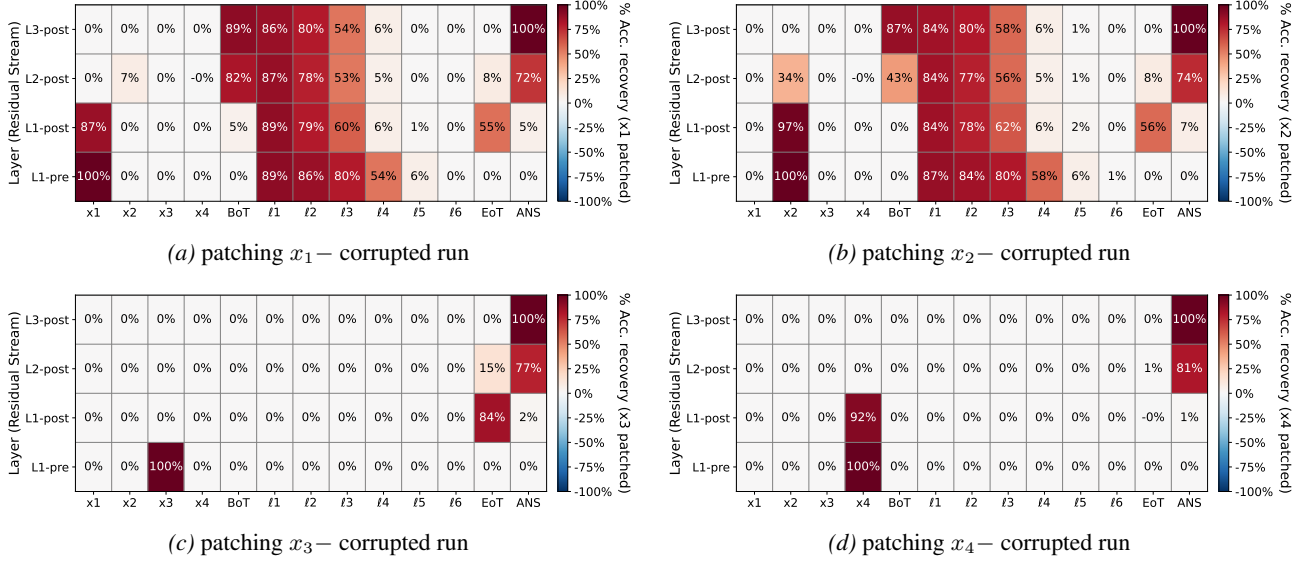 L3-post 0% 0% 0% 0% 89% 86% 80% 54% 6% 0% 0% 0% 100%
L2-post 0% 7% 0% -0% 82% 87% 78% 53% 5% 0% 0% 8% 72%
L1-post 87% 0% 0% 0% 5% 89% 79% 60% 6% 1% 0% 55% 5%
L1-pre 100% 0% 0% 0% 0% 89% 86% 80% 54% 6% 0% 0% 0%
x1 x2 x3 x4 BoT ℓ1 ℓ2 ℓ3 ℓ4 ℓ5 ℓ6 EoT ANS
Layer (Residual Stream)
100%
75%
50%
25%
0%
-25%
-50%
-75%
-100%
% Acc. recovery (x1 patched)
(a) patching x₁− corrupted run
L3-post 0% 0% 0% 0% 87% 84% 80% 58% 6% 1% 0% 0% 100%
L2-post 0% 34% 0% -0% 43% 84% 77% 56% 5% 1% 0% 8% 74%
L1-post 0% 97% 0% 0% 0% 84% 78% 62% 6% 2% 0% 56% 7%
L1-pre 0% 100% 0% 0% 0% 87% 84% 80% 58% 6% 1% 0% 0%
x1 x2 x3 x4 BoT ℓ1 ℓ2 ℓ3 ℓ4 ℓ5 ℓ6 EoT ANS
Layer (Residual Stream)
100%
75%
50%
25%
0%
-25%
-50%
-75%
-100%
% Acc. recovery (x2 patched)
(b) patching x₂− corrupted run
L3-post 0% 0% 0% 0% 0% 0% 0% 0% 0% 0% 0% 0% 100%
L2-post 0% 0% 0% 0% 0% 0% 0% 0% 0% 0% 0% 15% 77%
L1-post 0% 0% 0% 0% 0% 0% 0% 0% 0% 0% 0% 84% 2%
L1-pre 0% 0% 100% 0% 0% 0% 0% 0% 0% 0% 0% 0% 0%
x1 x2 x3 x4 BoT ℓ1 ℓ2 ℓ3 ℓ4 ℓ5 ℓ6 EoT ANS
Layer (Residual Stream)
100%
75%
50%
25%
0%
-25%
-50%
-75%
-100%
% Acc. recovery (x3 patched)
(c) patching x₃− corrupted run
L3-post 0% 0% 0% 0% 0% 0% 0% 0% 0% 0% 0% 0% 100%
L2-post 0% 0% 0% 0% 0% 0% 0% 0% 0% 0% 0% 1% 81%
L1-post 0% 0% 0% 92% 0% 0% 0% 0% 0% 0% 0% -0% 1%
L1-pre 0% 0% 0% 100% 0% 0% 0% 0% 0% 0% 0% 0% 0%
x1 x2 x3 x4 BoT ℓ1 ℓ2 ℓ3 ℓ4 ℓ5 ℓ6 EoT ANS
Layer (Residual Stream)
100%
75%
50%
25%
0%
-25%
-50%
-75%
-100%
% Acc. recovery (x4 patched)
(d) patching x₄− corrupted run